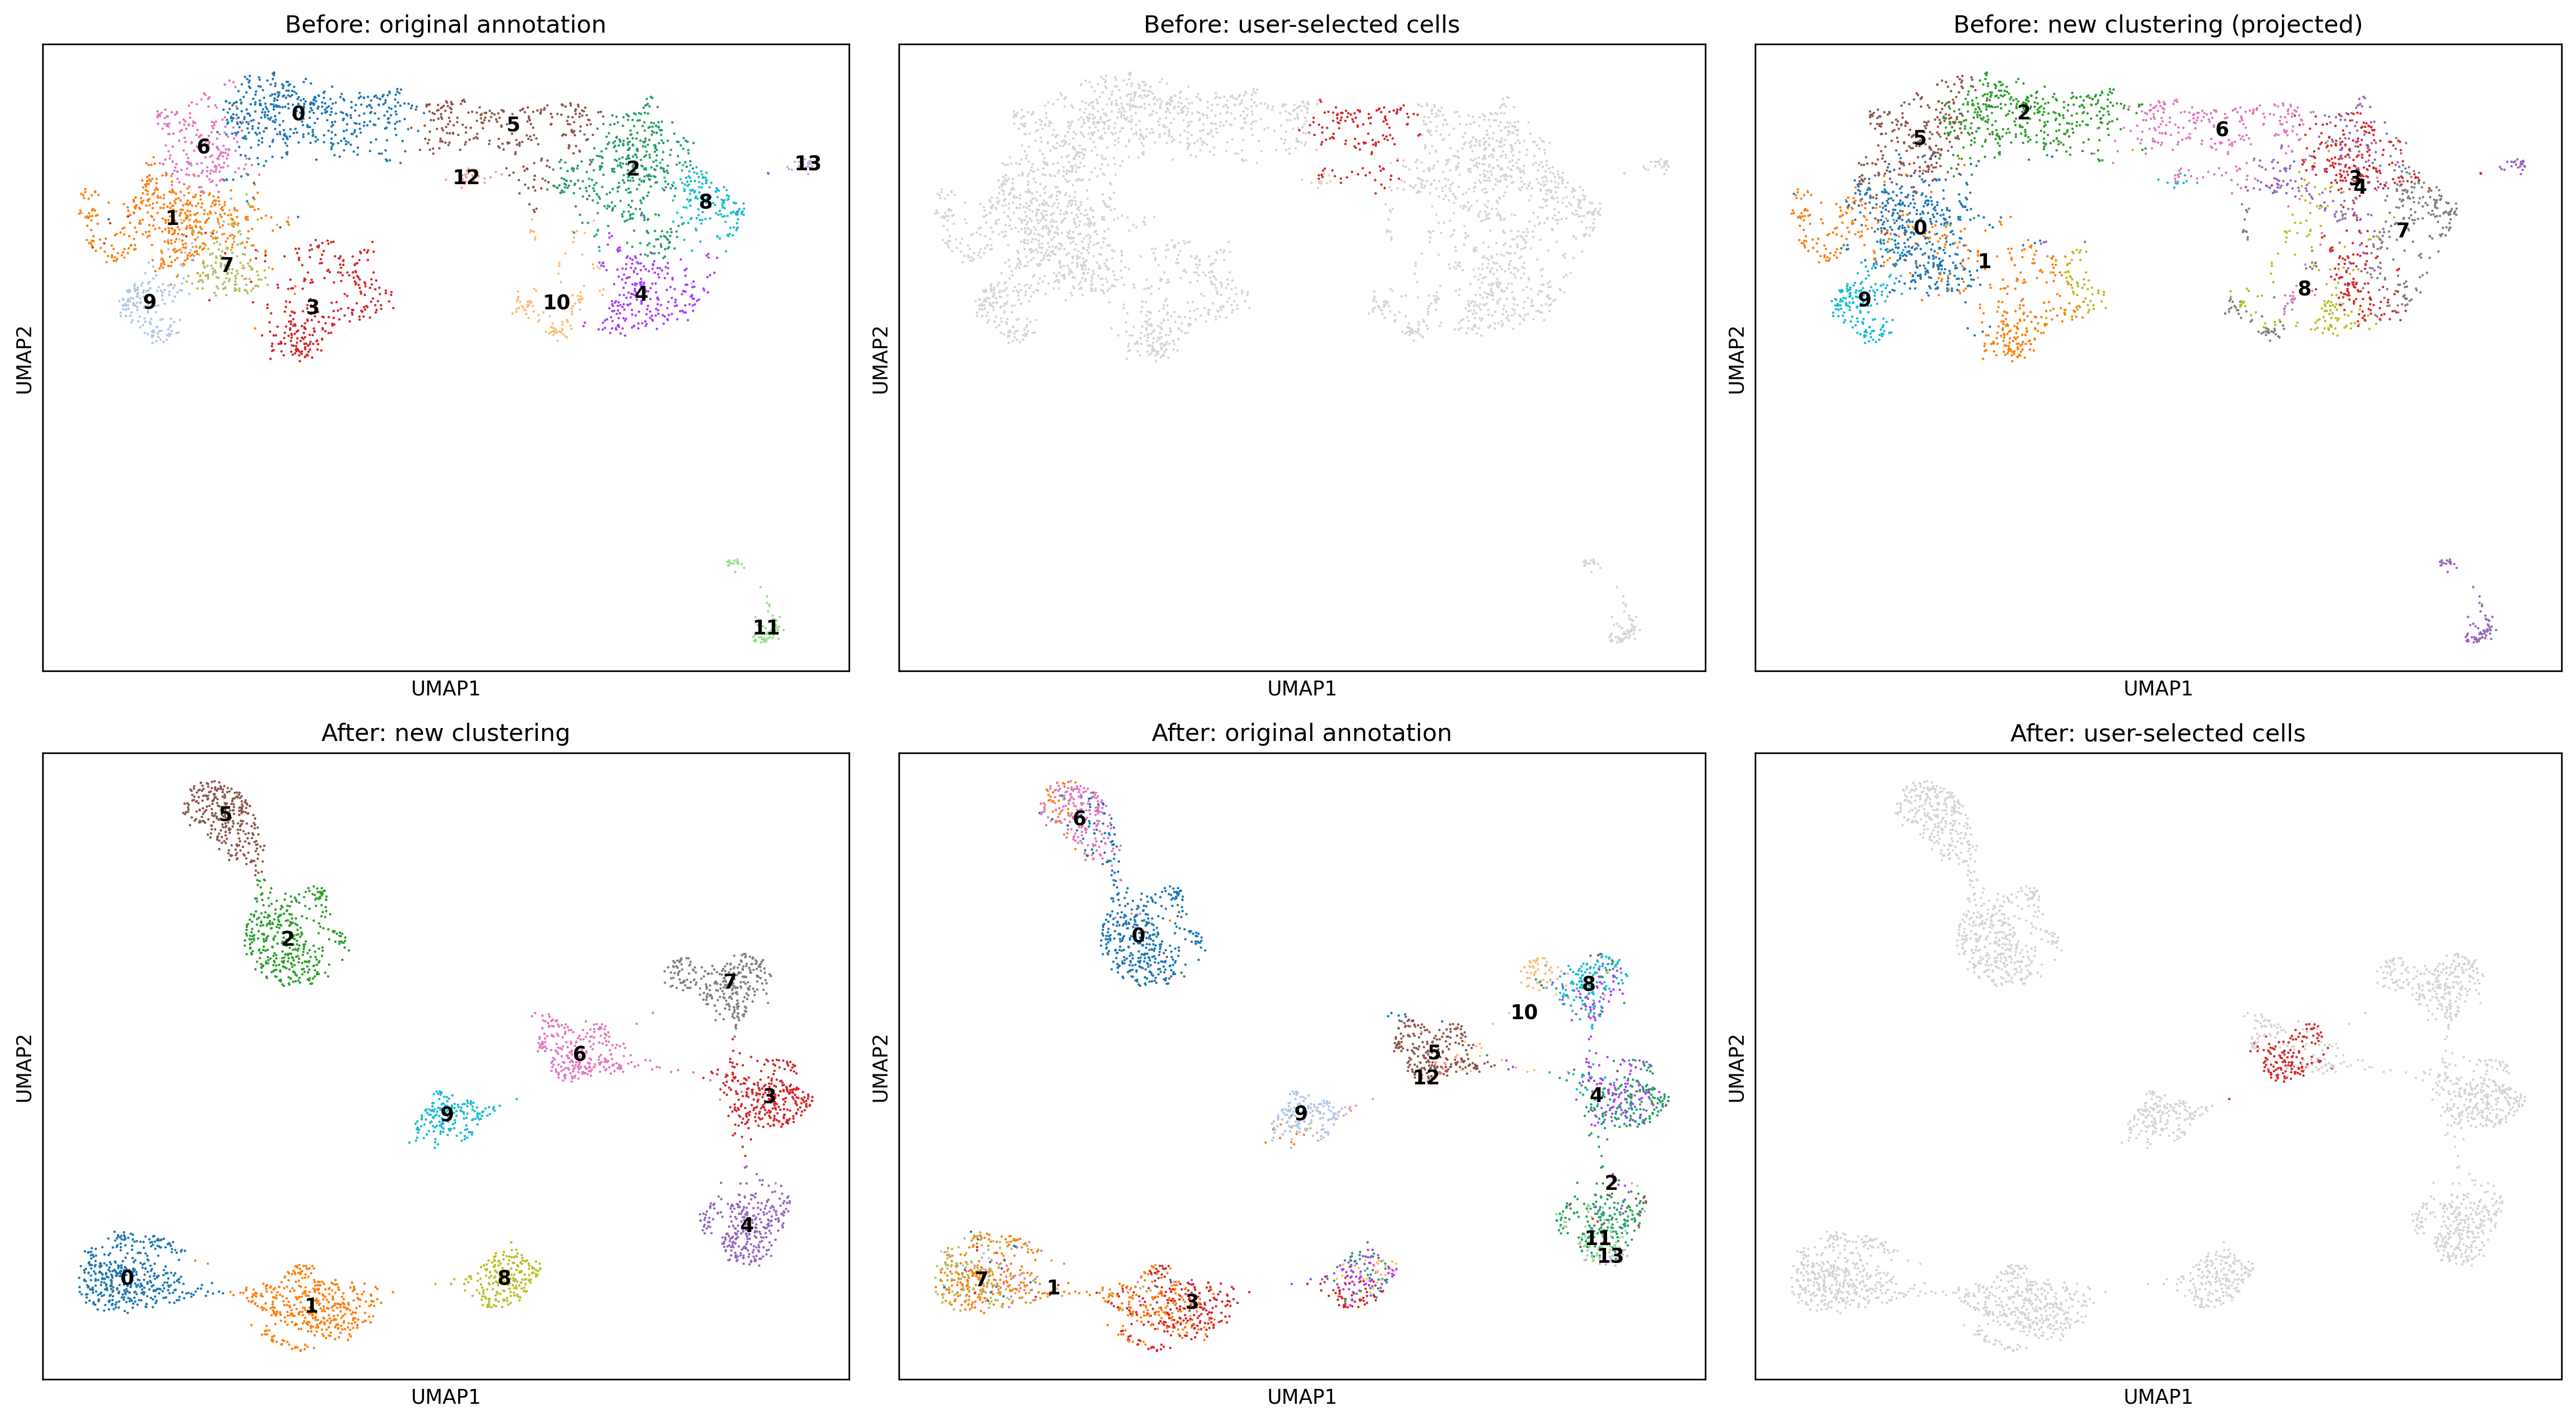 Before: original annotation
0
5
6
12
2
13
8
1
7
9
3
10
4
11
UMAP2
UMAP1
Before: user-selected cells
UMAP2
UMAP1
Before: new clustering (projected)
2
6
5
3
4
0
7
1
8
9
UMAP2
UMAP1
After: new clustering
5
2
7
6
3
9
4
0
8
1
UMAP2
UMAP1
After: original annotation
6
0
8
10
5
12
4
9
2
11
13
7
1
3
UMAP2
UMAP1
After: user-selected cells
UMAP2
UMAP1